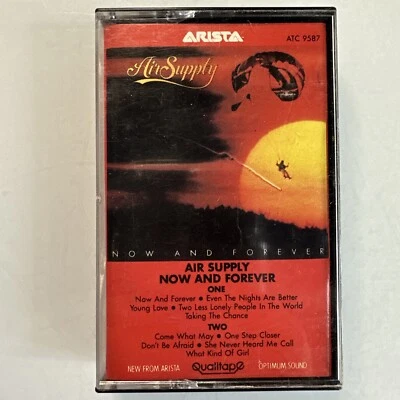 ARISTA
ATC 9587
Air Supply
NOW AND FOREVER
AIR SUPPLY
NOW AND FOREVER
ONE
Now And Forever • Even The Nights Are Better
Young Love • Two Less Lonely People In The World
Taking The Chance
TWO
Come What May • One Step Closer
Don't Be Afraid • She Never Heard Me Call
What Kind Of Girl
NEW FROM ARISTA
Qualitape
OPTIMUM SOUND